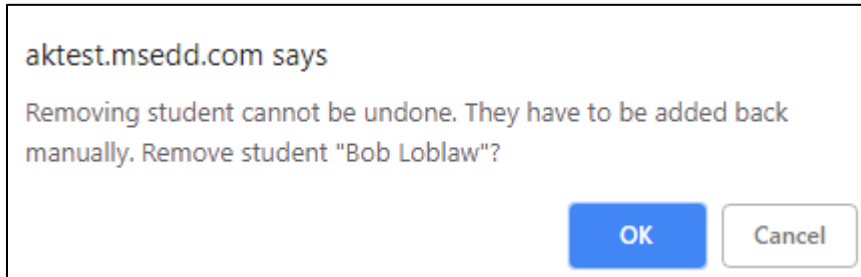 aktest.msedd.com says
Removing student cannot be undone. They have to be added back
manually. Remove student "Bob Loblaw"?
OK
Cancel